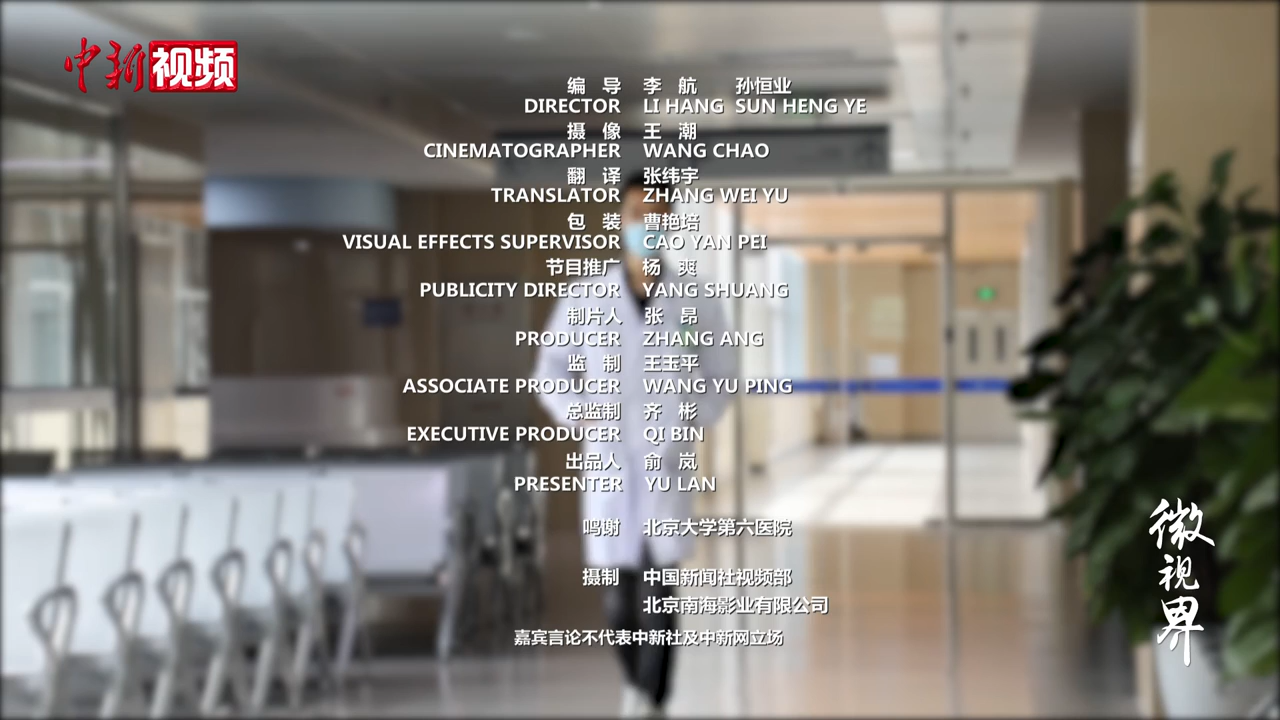 中新视频
编 导 李 航 孙恒业
DIRECTOR LI HANG SUN HENG YE
摄 像 王 潮
CINEMATOGRAPHER WANG CHAO
翻 译 张纬宇
TRANSLATOR ZHANG WEI YU
包 装 曹艳培
VISUAL EFFECTS SUPERVISOR CAO YAN PEI
节目推广 杨 爽
PUBLICITY DIRECTOR YANG SHUANG
制片人 张 昂
PRODUCER ZHANG ANG
监 制 王玉平
ASSOCIATE PRODUCER WANG YU PING
总监制 齐 彬
EXECUTIVE PRODUCER QI BIN
出品人 俞 岚
PRESENTER YU LAN
鸣谢 北京大学第六医院
摄制 中国新闻社视频部
北京南海影业有限公司
嘉宾言论不代表中新社及中新网立场
微视界